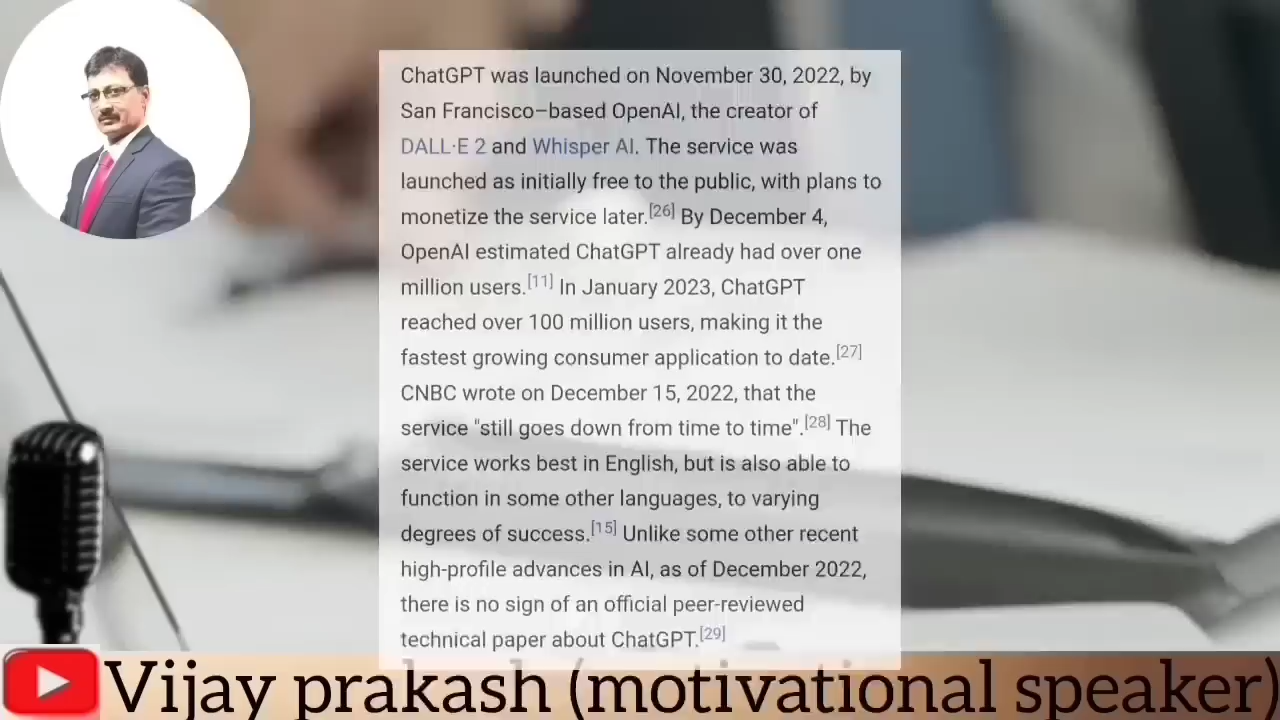 ChatGPT was launched on November 30, 2022, by
San Francisco–based OpenAI, the creator of
DALL·E 2 and Whisper AI. The service was
launched as initially free to the public, with plans to
monetize the service later.[26] By December 4,
OpenAI estimated ChatGPT already had over one
million users.[11] In January 2023, ChatGPT
reached over 100 million users, making it the
fastest growing consumer application to date.[27]
CNBC wrote on December 15, 2022, that the
service "still goes down from time to time".[28] The
service works best in English, but is also able to
function in some other languages, to varying
degrees of success.[15] Unlike some other recent
high-profile advances in AI, as of December 2022,
there is no sign of an official peer-reviewed
technical paper about ChatGPT.[29]
Vijay prakash (motivational speaker)